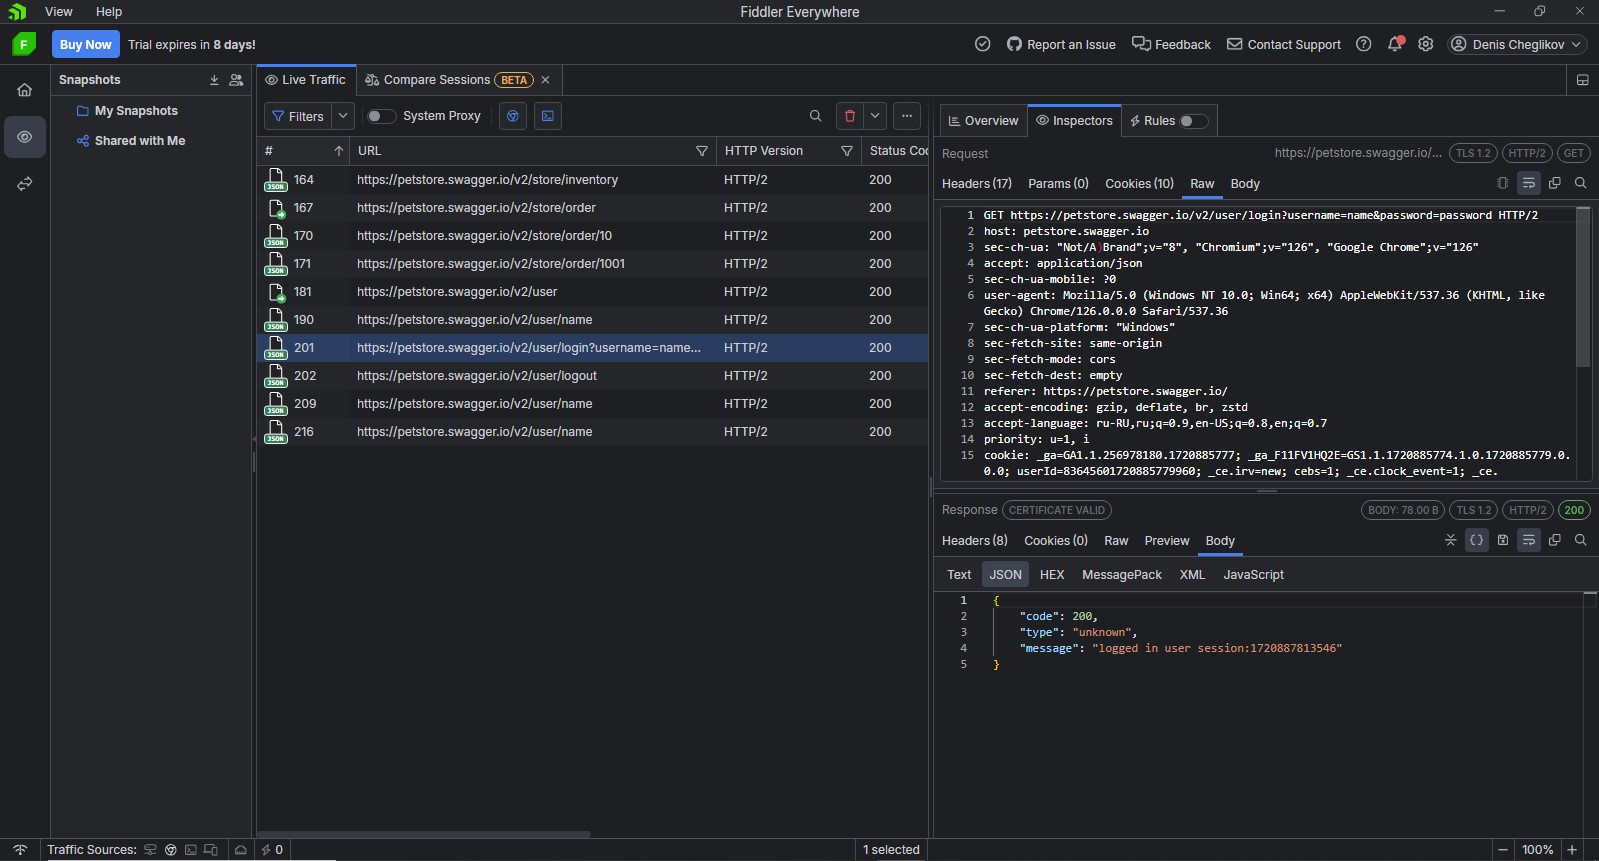 View Help
Fiddler Everywhere
F Buy Now Trial expires in 8 days!
Report an Issue Feedback Contact Support Denis Cheglikov
Snapshots
My Snapshots
Shared with Me
Live Traffic Compare Sessions BETA
Filters System Proxy
# URL HTTP Version Status Co
JSON 164 https://petstore.swagger.io/v2/store/inventory HTTP/2 200
167 https://petstore.swagger.io/v2/store/order HTTP/2 200
JSON 170 https://petstore.swagger.io/v2/store/order/10 HTTP/2 200
JSON 171 https://petstore.swagger.io/v2/store/order/1001 HTTP/2 200
181 https://petstore.swagger.io/v2/user HTTP/2 200
JSON 190 https://petstore.swagger.io/v2/user/name HTTP/2 200
JSON 201 https://petstore.swagger.io/v2/user/login?username=name... HTTP/2 200
JSON 202 https://petstore.swagger.io/v2/user/logout HTTP/2 200
JSON 209 https://petstore.swagger.io/v2/user/name HTTP/2 200
JSON 216 https://petstore.swagger.io/v2/user/name HTTP/2 200
Overview Inspectors Rules
Request https://petstore.swagger.io/... TLS 1.2 HTTP/2 GET
Headers (17) Params (0) Cookies (10) Raw Body
1 GET https://petstore.swagger.io/v2/user/login?username=name&password=password HTTP/2
2 host: petstore.swagger.io
3 sec-ch-ua: "Not/A)Brand";v="8", "Chromium";v="126", "Google Chrome";v="126"
4 accept: application/json
5 sec-ch-ua-mobile: ?0
6 user-agent: Mozilla/5.0 (Windows NT 10.0; Win64; x64) AppleWebKit/537.36 (KHTML, like
Gecko) Chrome/126.0.0.0 Safari/537.36
7 sec-ch-ua-platform: "Windows"
8 sec-fetch-site: same-origin
9 sec-fetch-mode: cors
10 sec-fetch-dest: empty
11 referer: https://petstore.swagger.io/
12 accept-encoding: gzip, deflate, br, zstd
13 accept-language: ru-RU,ru;q=0.9,en-US;q=0.8,en;q=0.7
14 priority: u=1, i
15 cookie: _ga=GA1.1.256978180.1720885777; _ga_F11FV1HQ2E=GS1.1.1720885774.1.0.1720885779.0.
0.0; userId=83645601720885779960; _ce.irv=new; cebs=1; _ce.clock_event=1; _ce.
Response CERTIFICATE VALID BODY: 78.00 B TLS 1.2 HTTP/2 200
Headers (8) Cookies (0) Raw Preview Body
Text JSON HEX MessagePack XML JavaScript
1 {
2 "code": 200,
3 "type": "unknown",
4 "message": "logged in user session:1720887813546"
5 }
Traffic Sources: 0 1 selected 100%